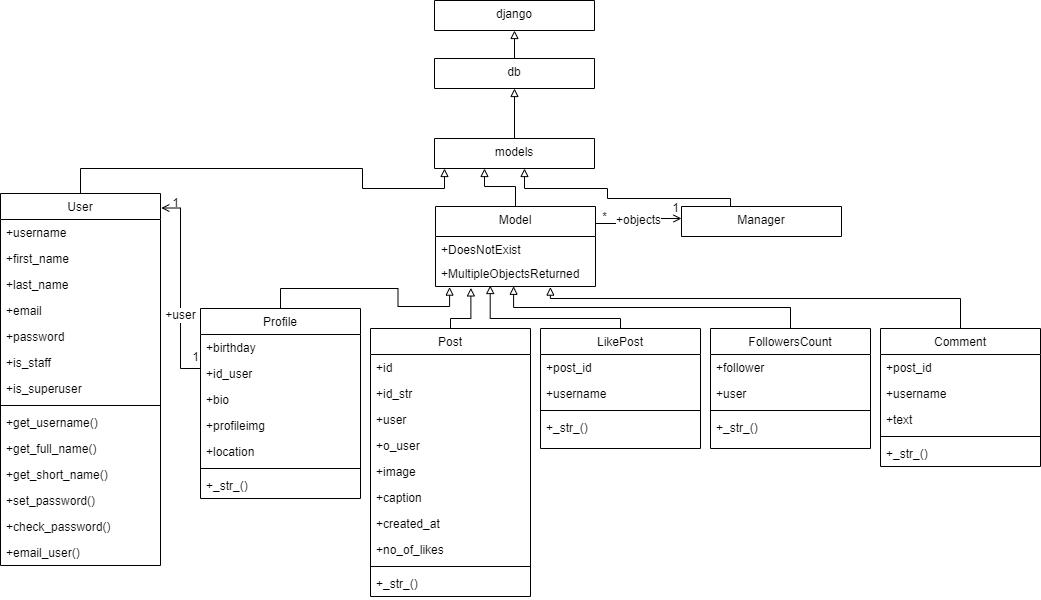 django
db
models
User
+username
+first_name
+last_name
+email
+password
+is_staff
+is_superuser
+get_username()
+get_full_name()
+get_short_name()
+set_password()
+check_password()
+email_user()
1
+user
1
Model
+DoesNotExist
+MultipleObjectsReturned
*
+objects
1
Manager
Profile
+birthday
+id_user
+bio
+profileimg
+location
+_str_()
Post
+id
+id_str
+user
+o_user
+image
+caption
+created_at
+no_of_likes
+_str_()
LikePost
+post_id
+username
+_str_()
FollowersCount
+follower
+user
+_str_()
Comment
+post_id
+username
+text
+_str_()